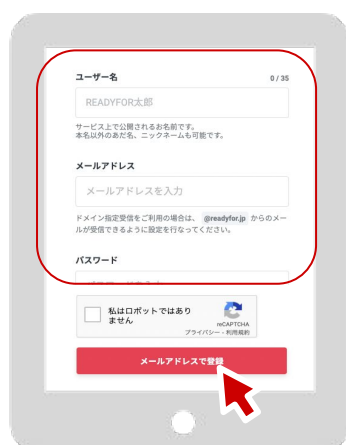 ユーザー名
0 / 35
READYFOR太郎
サービス上で公開されるお名前です。
本名以外のあだ名、ニックネームも可能です。
メールアドレス
メールアドレスを入力
ドメイン指定受信をご利用の場合は、 @readyfor.jp からのメー
ルが受信できるように設定を行なってください。
パスワード
私はロボットではあり
ません
reCAPTCHA
プライバシー - 利用規約
メールアドレスで登録